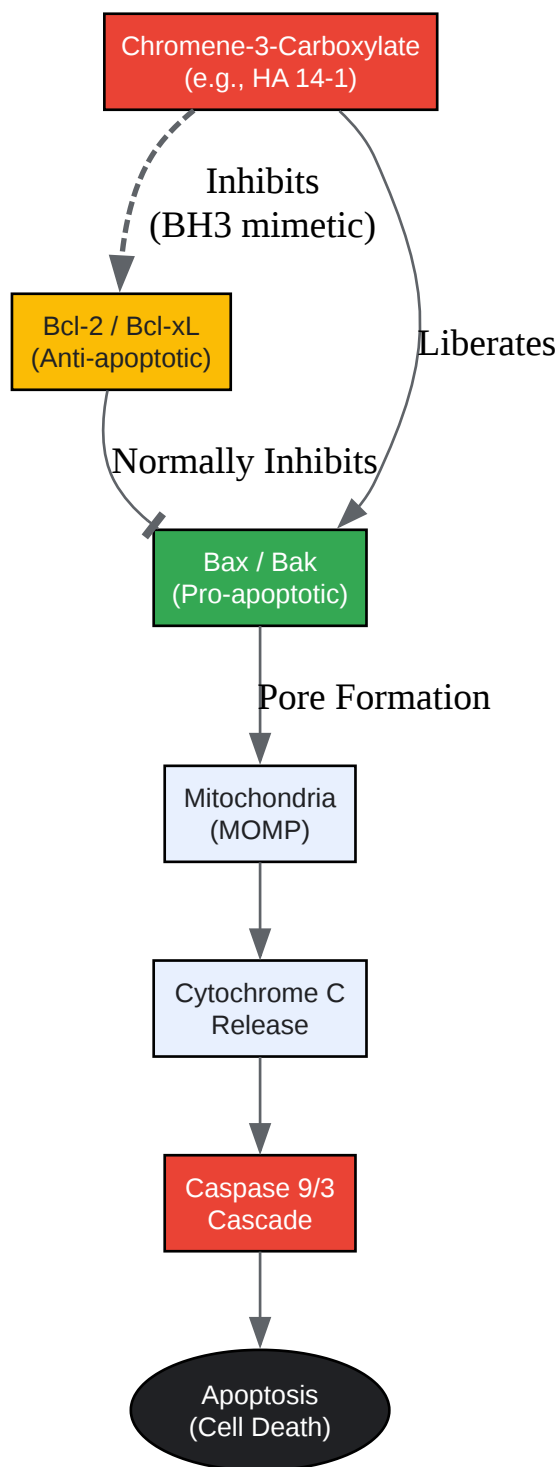 Chromene-3-Carboxylate
(e.g., HA 14-1)
Inhibits
(BH3 mimetic)
Bcl-2 / Bcl-xL
(Anti-apoptotic)
Liberates
Normally Inhibits
Bax / Bak
(Pro-apoptotic)
Pore Formation
Mitochondria
(MOMP)
Cytochrome C
Release
Caspase 9/3
Cascade
Apoptosis
(Cell Death)